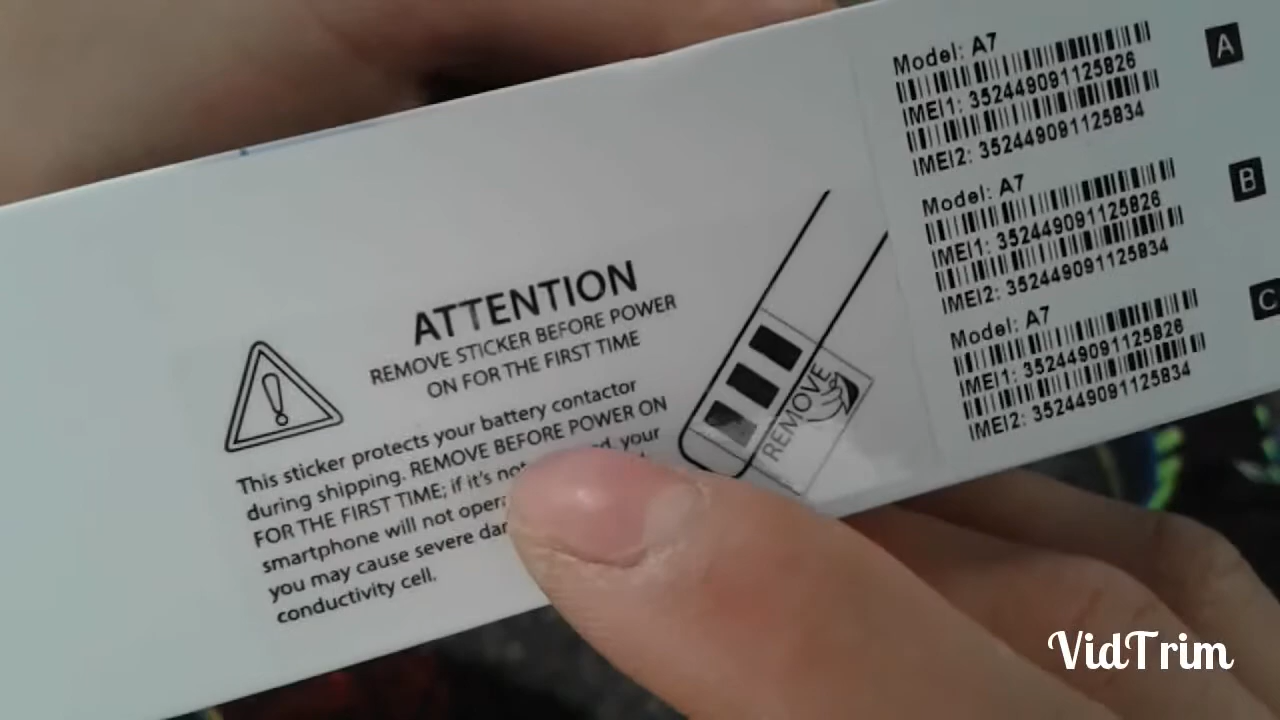 ATTENTION
REMOVE STICKER BEFORE POWER
ON FOR THE FIRST TIME
This sticker protects your battery contactor
during shipping. REMOVE BEFORE POWER ON
FOR THE FIRST TIME; if it's not your
smartphone will not
you may cause severe
conductivity cell.
REMOVE
Model: A7
IMEI1: 352449091125826
IMEI2: 352449091125834
A
Model: A7
IMEI1: 352449091125826
IMEI2: 352449091125834
B
Model: A7
IMEI1: 352449091125826
IMEI2: 352449091125834
C
VidTrim